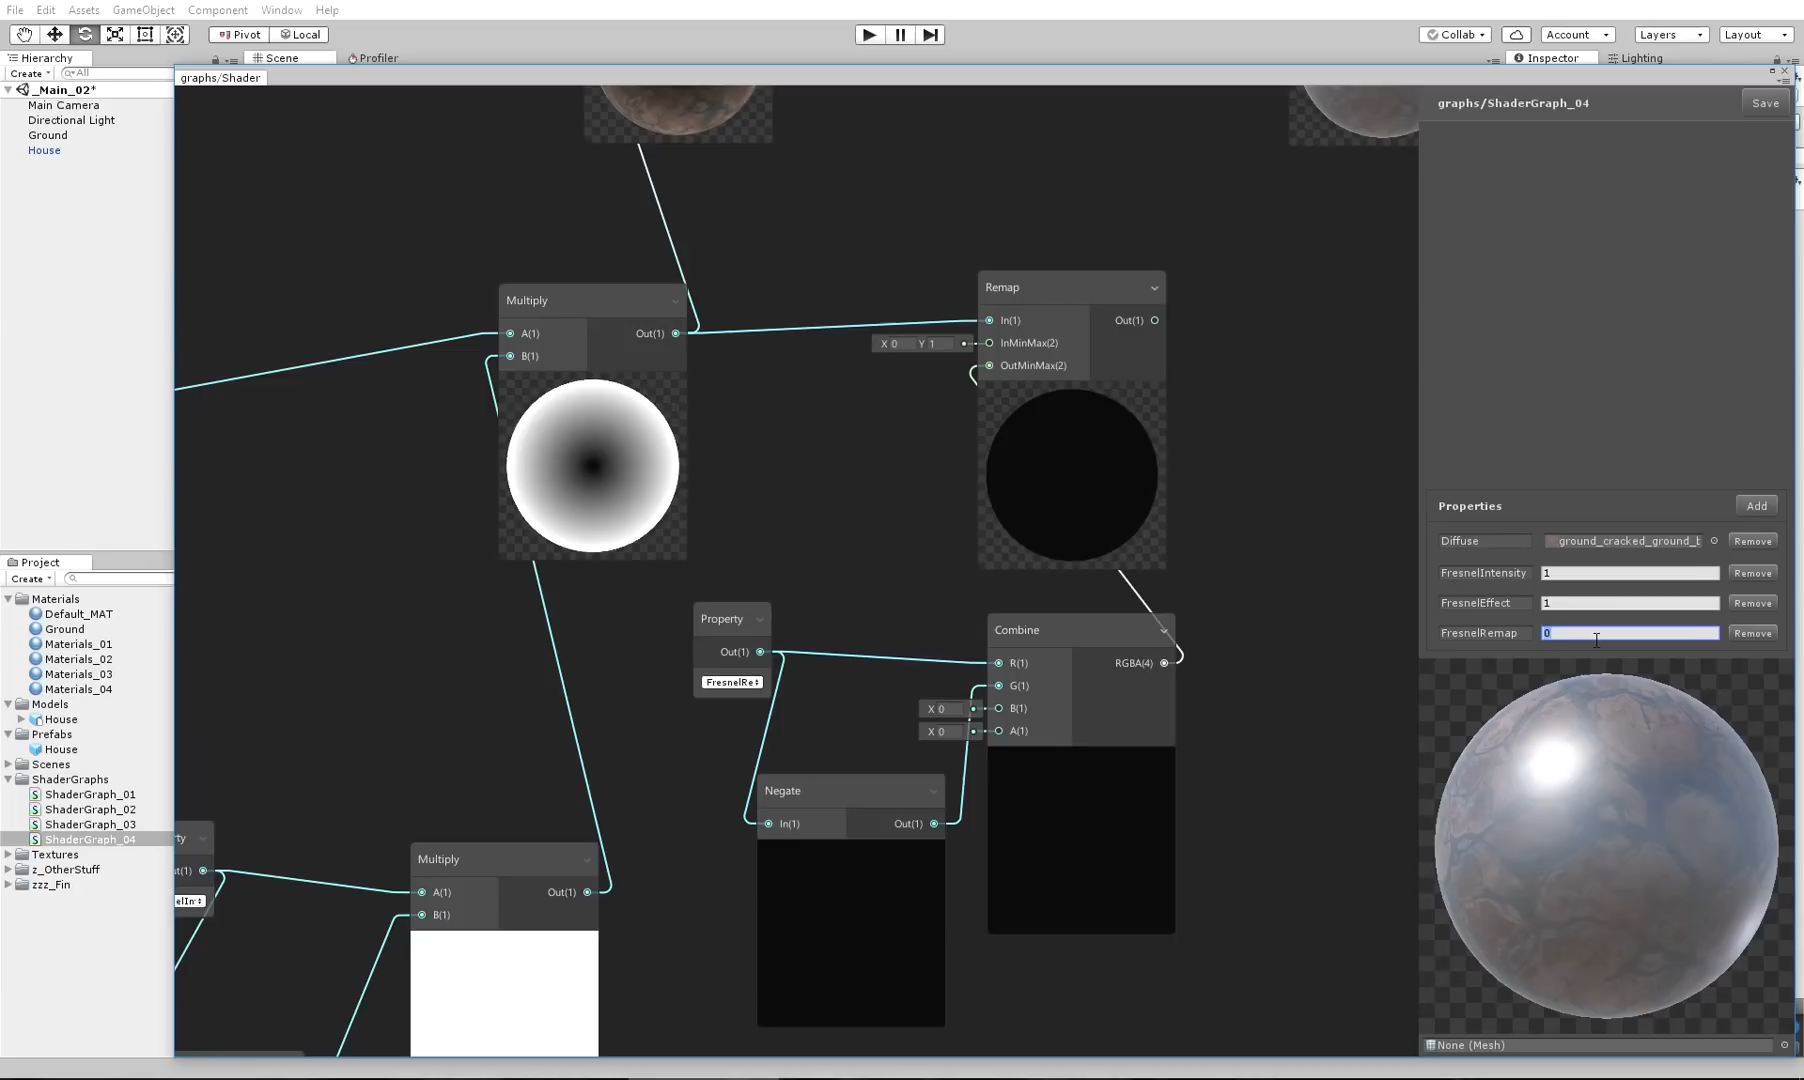 File Edit Assets GameObject Component Window Help
Pivot Local Collab Account Layers Layout
Hierarchy Scene Profiler Inspector Lighting
Create All
graphs/Shader
_Main_02*
Main Camera
Directional Light
Ground
House
graphs/ShaderGraph_04 Save
Remap
Multiply
In(1) Out(1)
A(1) Out(1)
X 0 Y 1 InMinMax(2)
B(1)
OutMinMax(2)
Properties Add
Diffuse ground_cracked_ground_t Remove
Project
FresnelIntensity 1 Remove
Create
Materials
FresnelEffect 1 Remove
Default_MAT
Property
Ground
Combine
FresnelRemap 0 Remove
Materials_01
Out(1)
Materials_02
R(1) RGBA(4)
Materials_03
FresnelRe
G(1)
Materials_04
Models
X 0 B(1)
House
X 0 A(1)
Prefabs
House
Scenes
ShaderGraphs
Negate
ShaderGraph_01
ShaderGraph_02
In(1) Out(1)
ShaderGraph_03
ShaderGraph_04
ty
Textures
Multiply
z_OtherStuff
t(1)
zzz_Fin
A(1) Out(1)
elIn
B(1)
None (Mesh)